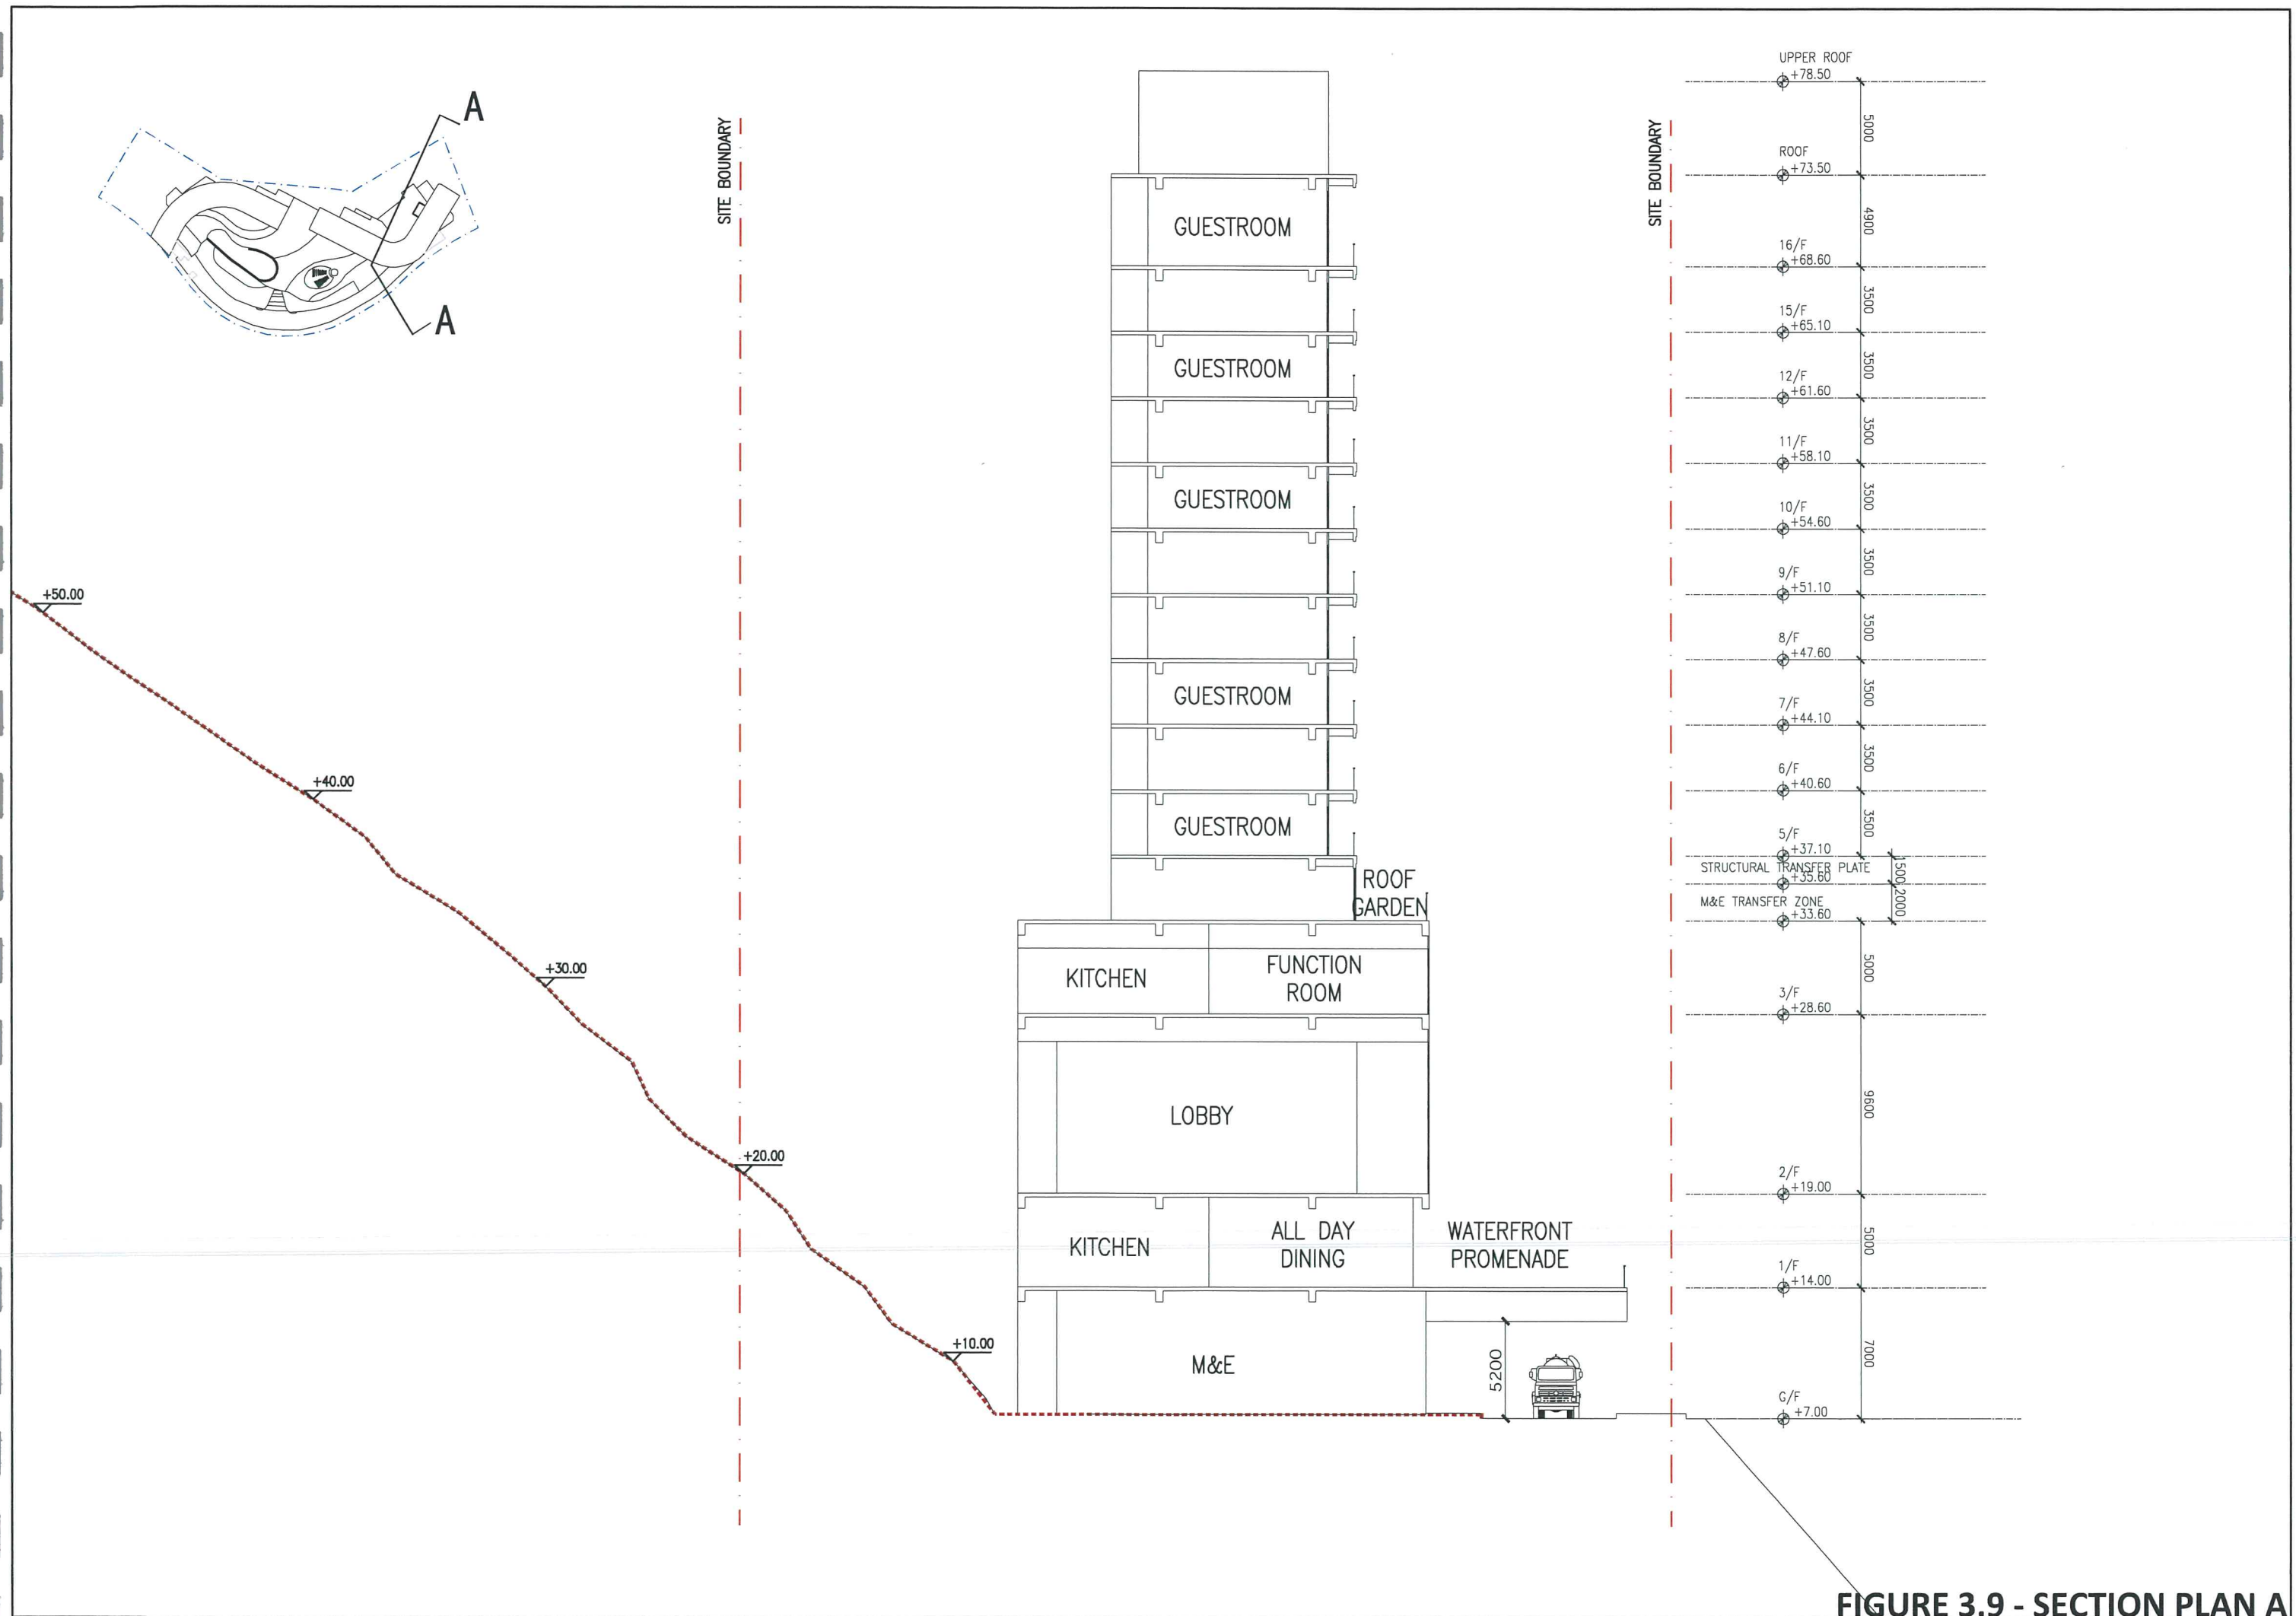 A
A
SITE BOUNDARY
SITE BOUNDARY
UPPER ROOF
+78.50
5000
ROOF
+73.50
4900
16/F
+68.60
3500
15/F
+65.10
3500
12/F
+61.60
3500
11/F
+58.10
3500
10/F
+54.60
3500
9/F
+51.10
3500
8/F
+47.60
3500
7/F
+44.10
3500
6/F
+40.60
3500
5/F
+37.10
STRUCTURAL TRANSFER PLATE
+35.60
1500
M&E TRANSFER ZONE
+33.60
2000
5000
3/F
+28.60
9600
2/F
+19.00
5000
1/F
+14.00
7000
G/F
+7.00
GUESTROOM
GUESTROOM
GUESTROOM
GUESTROOM
GUESTROOM
ROOF
GARDEN
KITCHEN
FUNCTION
ROOM
LOBBY
KITCHEN
ALL DAY
DINING
WATERFRONT
PROMENADE
M&E
5200
+50.00
+40.00
+30.00
+20.00
+10.00
FIGURE 3.9 - SECTION PLAN A